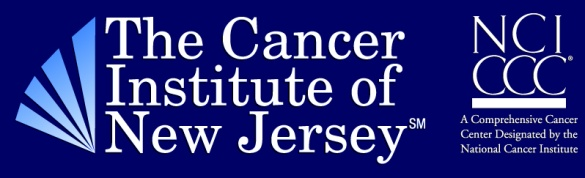 The Cancer
Institute of
New Jersey℠
NCI
CCC®
A Comprehensive Cancer
Center Designated by the
National Cancer Institute